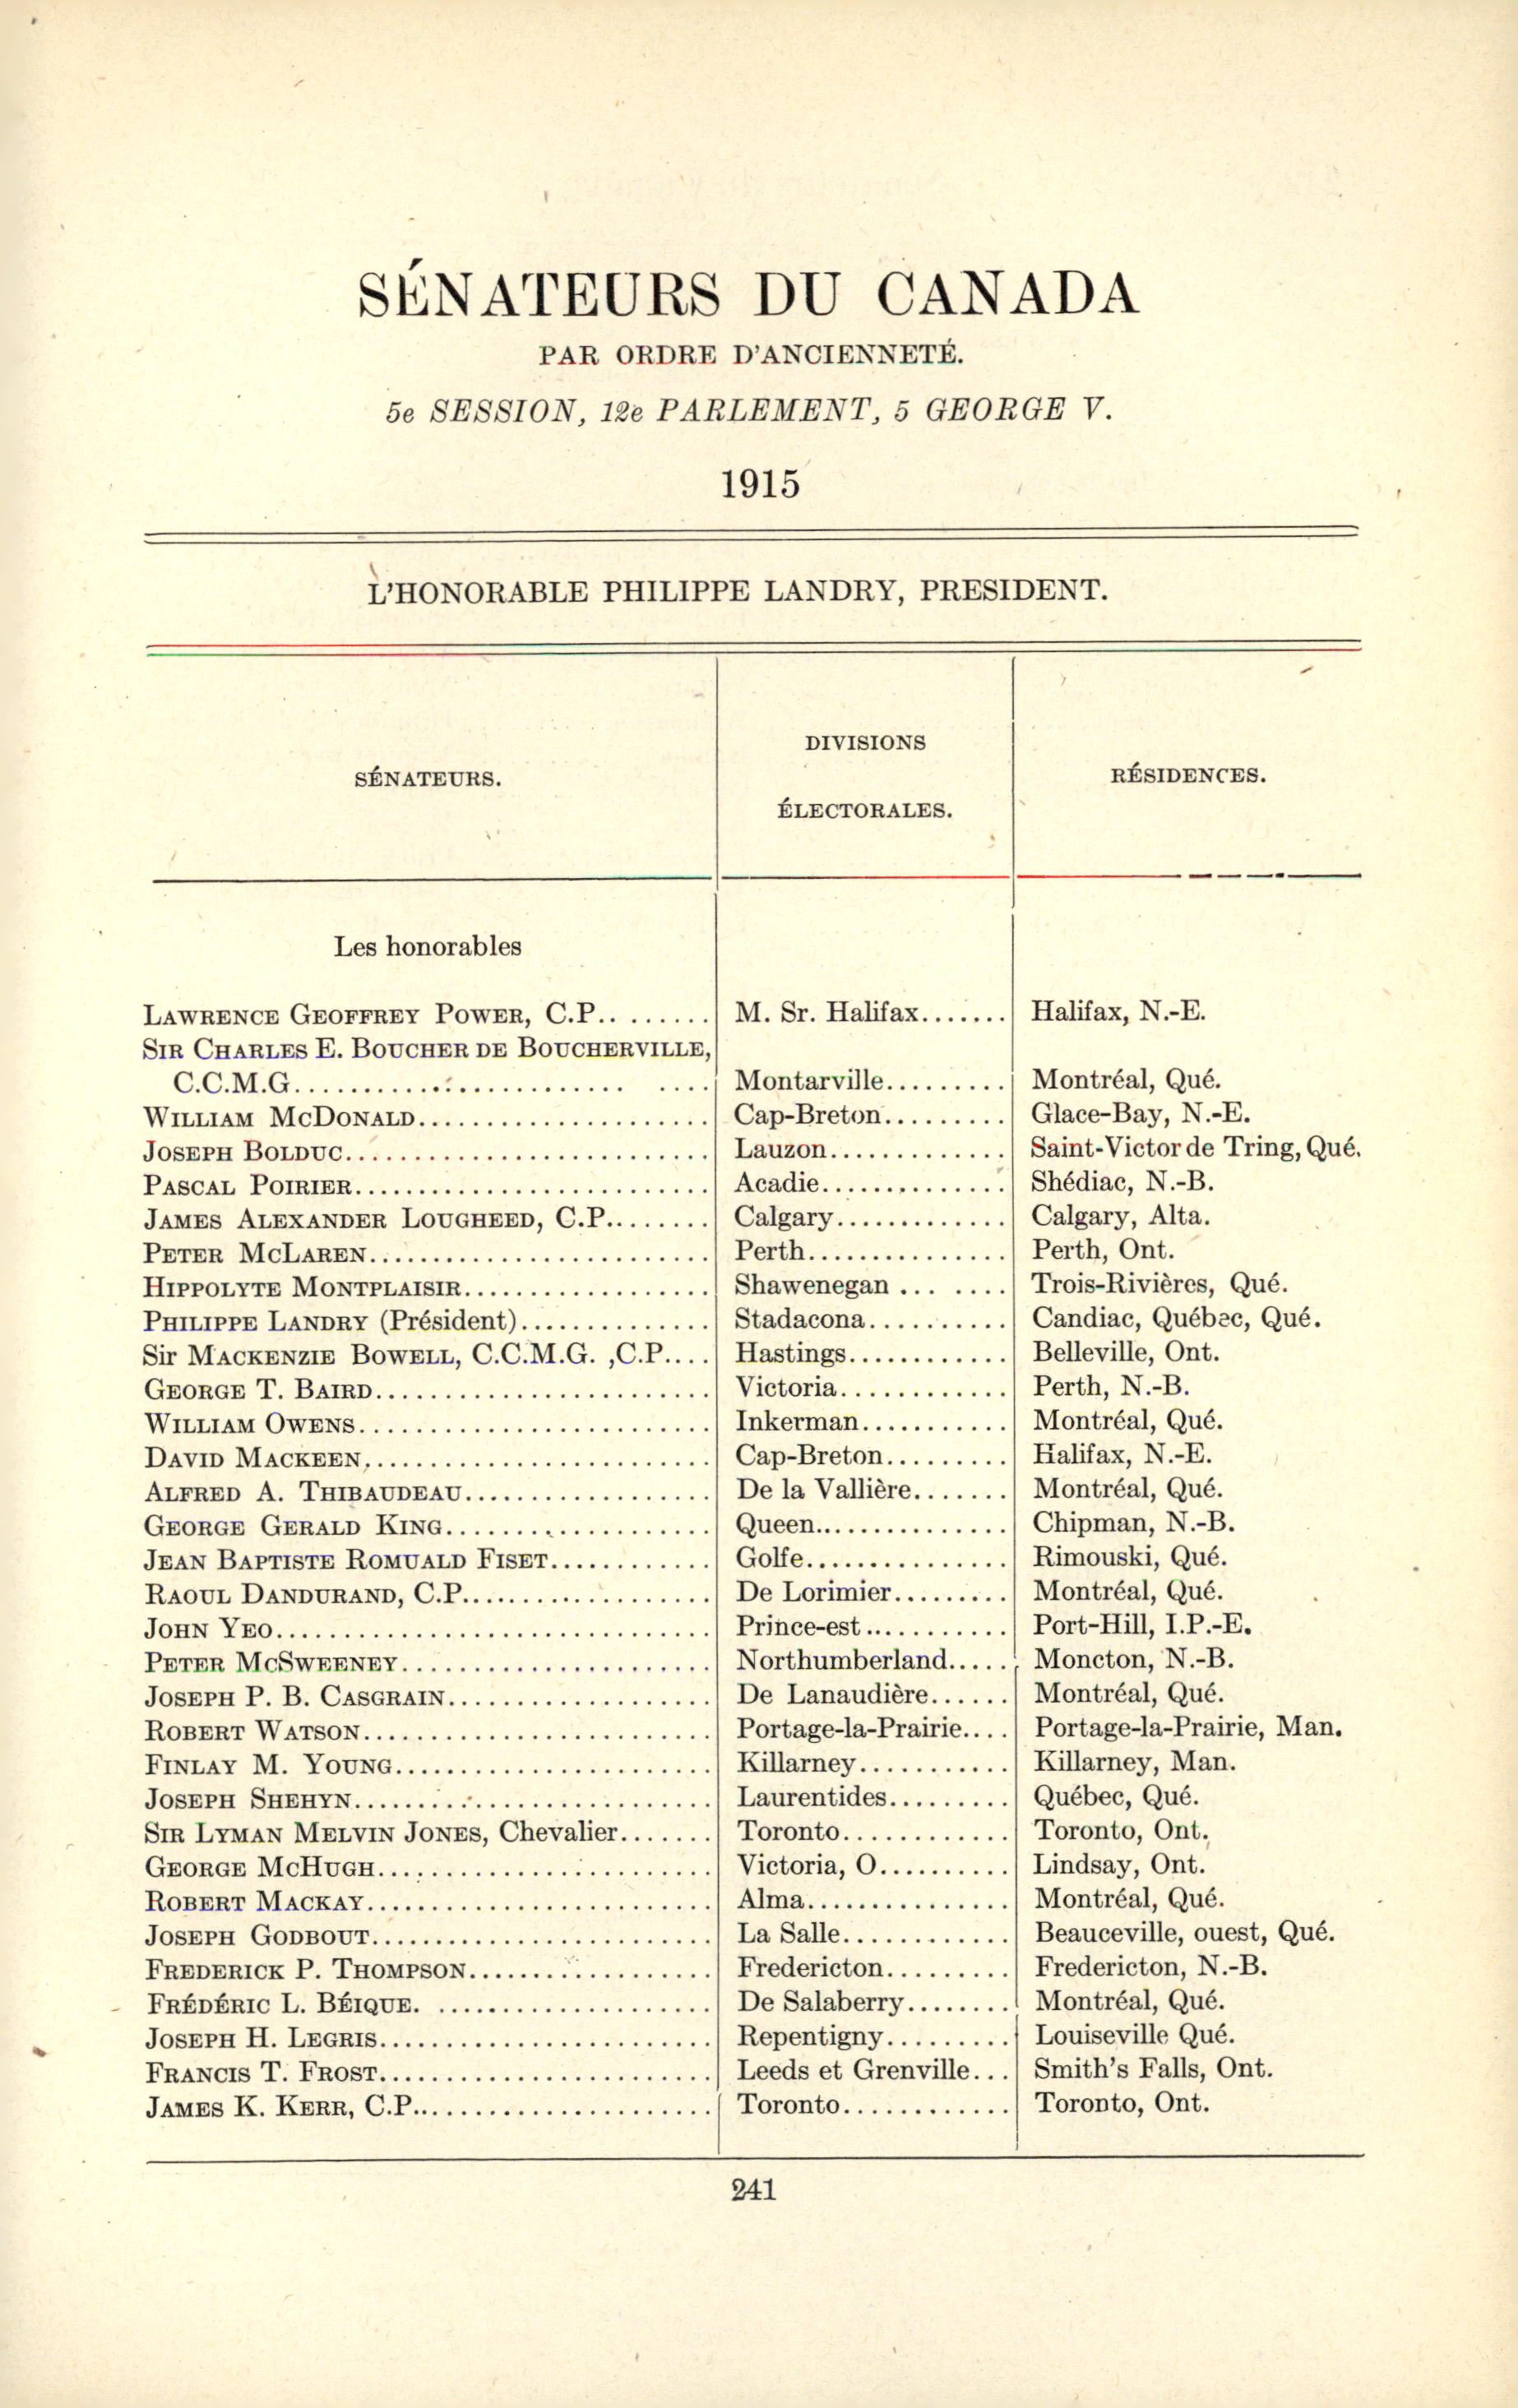 SÉNATEURS DU CANADA
PAR ORDRE D'ANCIENNETÉ.
5e SESSION, 12e PARLEMENT, 5 GEORGE V.
1915
L'HONORABLE PHILIPPE LANDRY, PRESIDENT.
SÉNATEURS.
DIVISIONS
ÉLECTORALES.
RÉSIDENCES.
Les honorables
LAWRENCE GEOFFREY POWER, C.P.. ....... M. Sr. Halifax....... Halifax, N.-E.
SIR CHARLES E. BOUCHER DE BOUCHERVILLE,
C.C.M.G............................ .... Montarville......... Montréal, Qué.
WILLIAM MCDONALD..................... Cap-Breton......... Glace-Bay, N.-E.
JOSEPH BOLDUC.......................... Lauzon............. Saint-Victor de Tring, Qué.
PASCAL POIRIER.......................... Acadie.............. Shédiac, N.-B.
JAMES ALEXANDER LOUGHEED, C.P........ Calgary............. Calgary, Alta.
PETER MCLAREN......................... Perth............... Perth, Ont.
HIPPOLYTE MONTPLAISIR.................. Shawenegan ... .... Trois-Rivières, Qué.
PHILIPPE LANDRY (Président).............. Stadacona.......... Candiac, Québec, Qué.
Sir MACKENZIE BOWELL, C.C.M.G. ,C.P.... Hastings............ Belleville, Ont.
GEORGE T. BAIRD........................ Victoria............. Perth, N.-B.
WILLIAM OWENS.......................... Inkerman........... Montréal, Qué.
DAVID MACKEEN,......................... Cap-Breton......... Halifax, N.-E.
ALFRED A. THIBAUDEAU.................. De la Vallière....... Montréal, Qué.
GEORGE GERALD KING.................... Queen.............. Chipman, N.-B.
JEAN BAPTISTE ROMUALD FISET............ Golfe............... Rimouski, Qué.
RAOUL DANDURAND, C.P.................. De Lorimier......... Montréal, Qué.
JOHN YEO................................ Prince-est........... Port-Hill, I.P.-E.
PETER MCSWEENEY....................... Northumberland..... Moncton, N.-B.
JOSEPH P. B. CASGRAIN................... De Lanaudière...... Montréal, Qué.
ROBERT WATSON......................... Portage-la-Prairie.... Portage-la-Prairie, Man.
FINLAY M. YOUNG....................... Killarney........... Killarney, Man.
JOSEPH SHEHYN.......................... Laurentides......... Québec, Qué.
SIR LYMAN MELVIN JONES, Chevalier....... Toronto............ Toronto, Ont.
GEORGE MCHUGH......................... Victoria, O.......... Lindsay, Ont.
ROBERT MACKAY......................... Alma............... Montréal, Qué.
JOSEPH GODBOUT......................... La Salle............ Beauceville, ouest, Qué.
FREDERICK P. THOMPSON.................. Fredericton......... Fredericton, N.-B.
FRÉDÉRIC L. BÉIQUE. .................... De Salaberry........ Montréal, Qué.
JOSEPH H. LEGRIS........................ Repentigny......... Louiseville Qué.
FRANCIS T. FROST........................ Leeds et Grenville... Smith's Falls, Ont.
JAMES K. KERR, C.P...................... Toronto............. Toronto, Ont.
241